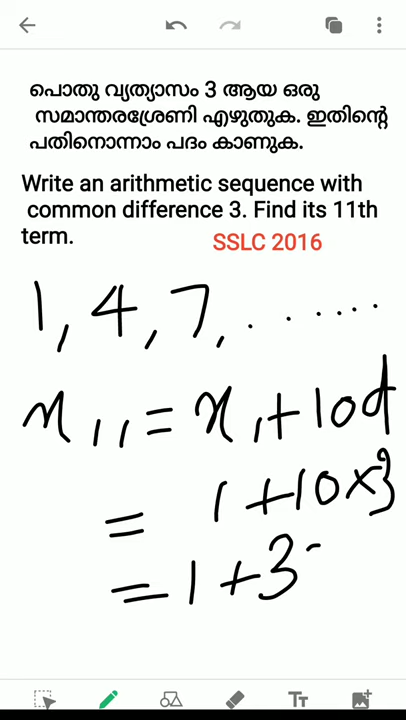 പൊതു വ്യത്യാസം 3 ആയ ഒരു
സമാന്തരശ്രേണി എഴുതുക. ഇതിന്റെ
പതിനൊന്നാം പദം കാണുക.
Write an arithmetic sequence with
common difference 3. Find its 11th
term.
SSLC 2016
1, 4, 7, .......
x₁₁ = x₁ + 10d
= 1 + 10 × 3
= 1 + 3
Tт